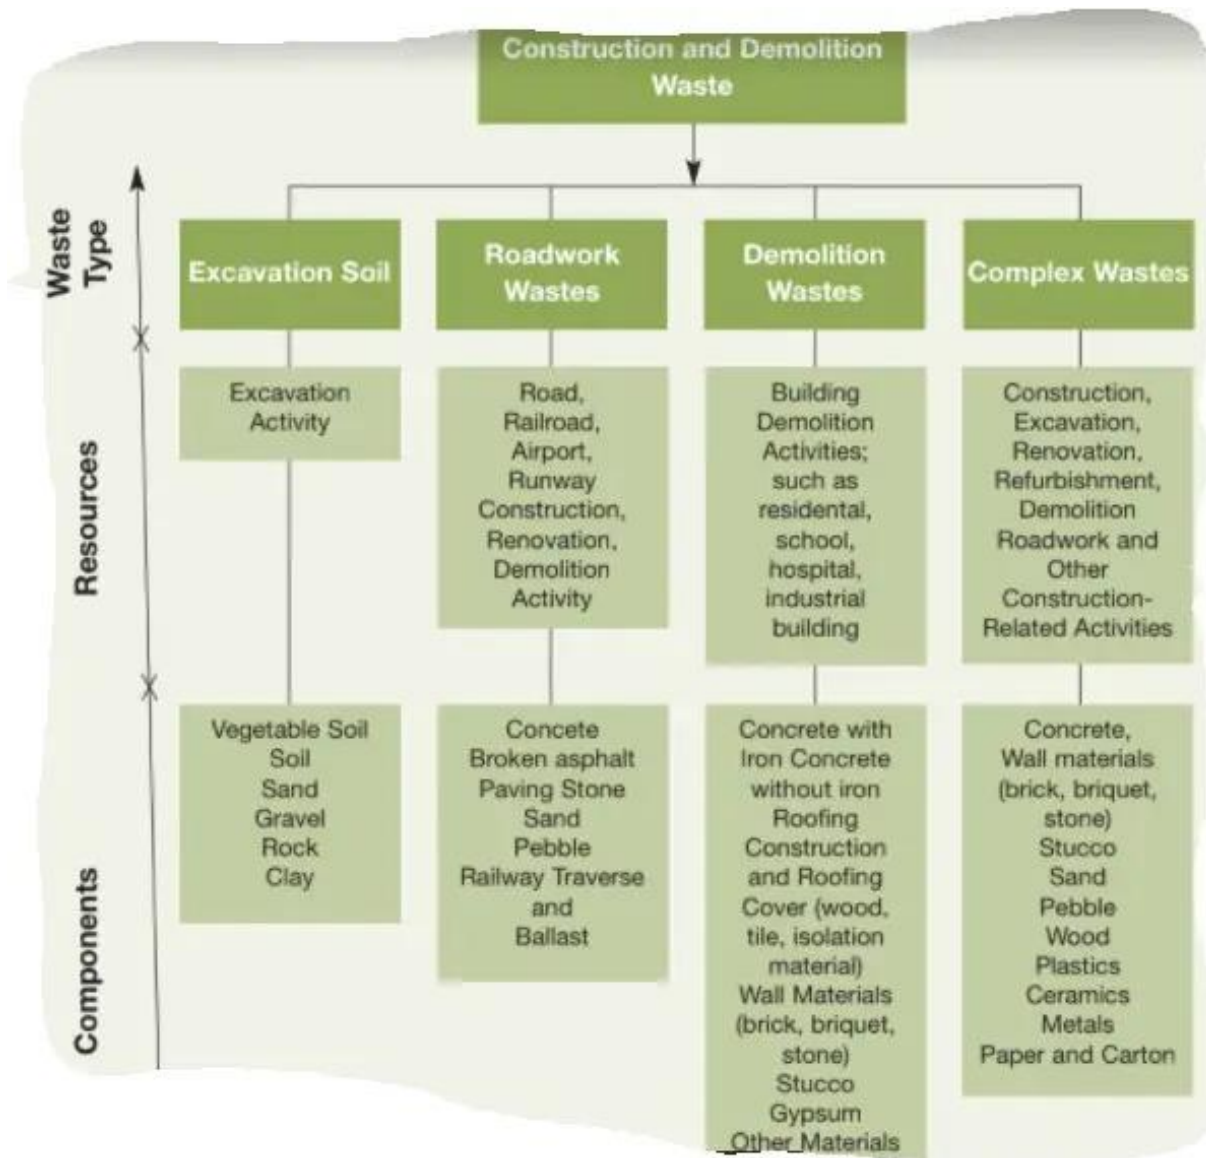 Construction and Demolition
Waste
Waste
Type
Excavation Soil
Roadwork
Wastes
Demolition
Wastes
Complex Wastes
Resources
Excavation
Activity
Road,
Railroad,
Airport,
Runway
Construction,
Renovation,
Demolition
Activity
Building
Demolition
Activities;
such as
residental,
school,
hospital,
industrial
building
Construction,
Excavation,
Renovation,
Refurbishment,
Demolition
Roadwork and
Other
Construction-
Related Activities
Components
Vegetable Soil
Soil
Sand
Gravel
Rock
Clay
Concete
Broken asphalt
Paving Stone
Sand
Pebble
Railway Traverse
and
Ballast
Concrete with
Iron Concrete
without iron
Roofing
Construction
and Roofing
Cover (wood,
tile, isolation
material)
Wall Materials
(brick, briquet,
stone)
Stucco
Gypsum
Other Materials
Concrete,
Wall materials
(brick, briquet,
stone)
Stucco
Sand
Pebble
Wood
Plastics
Ceramics
Metals
Paper and Carton